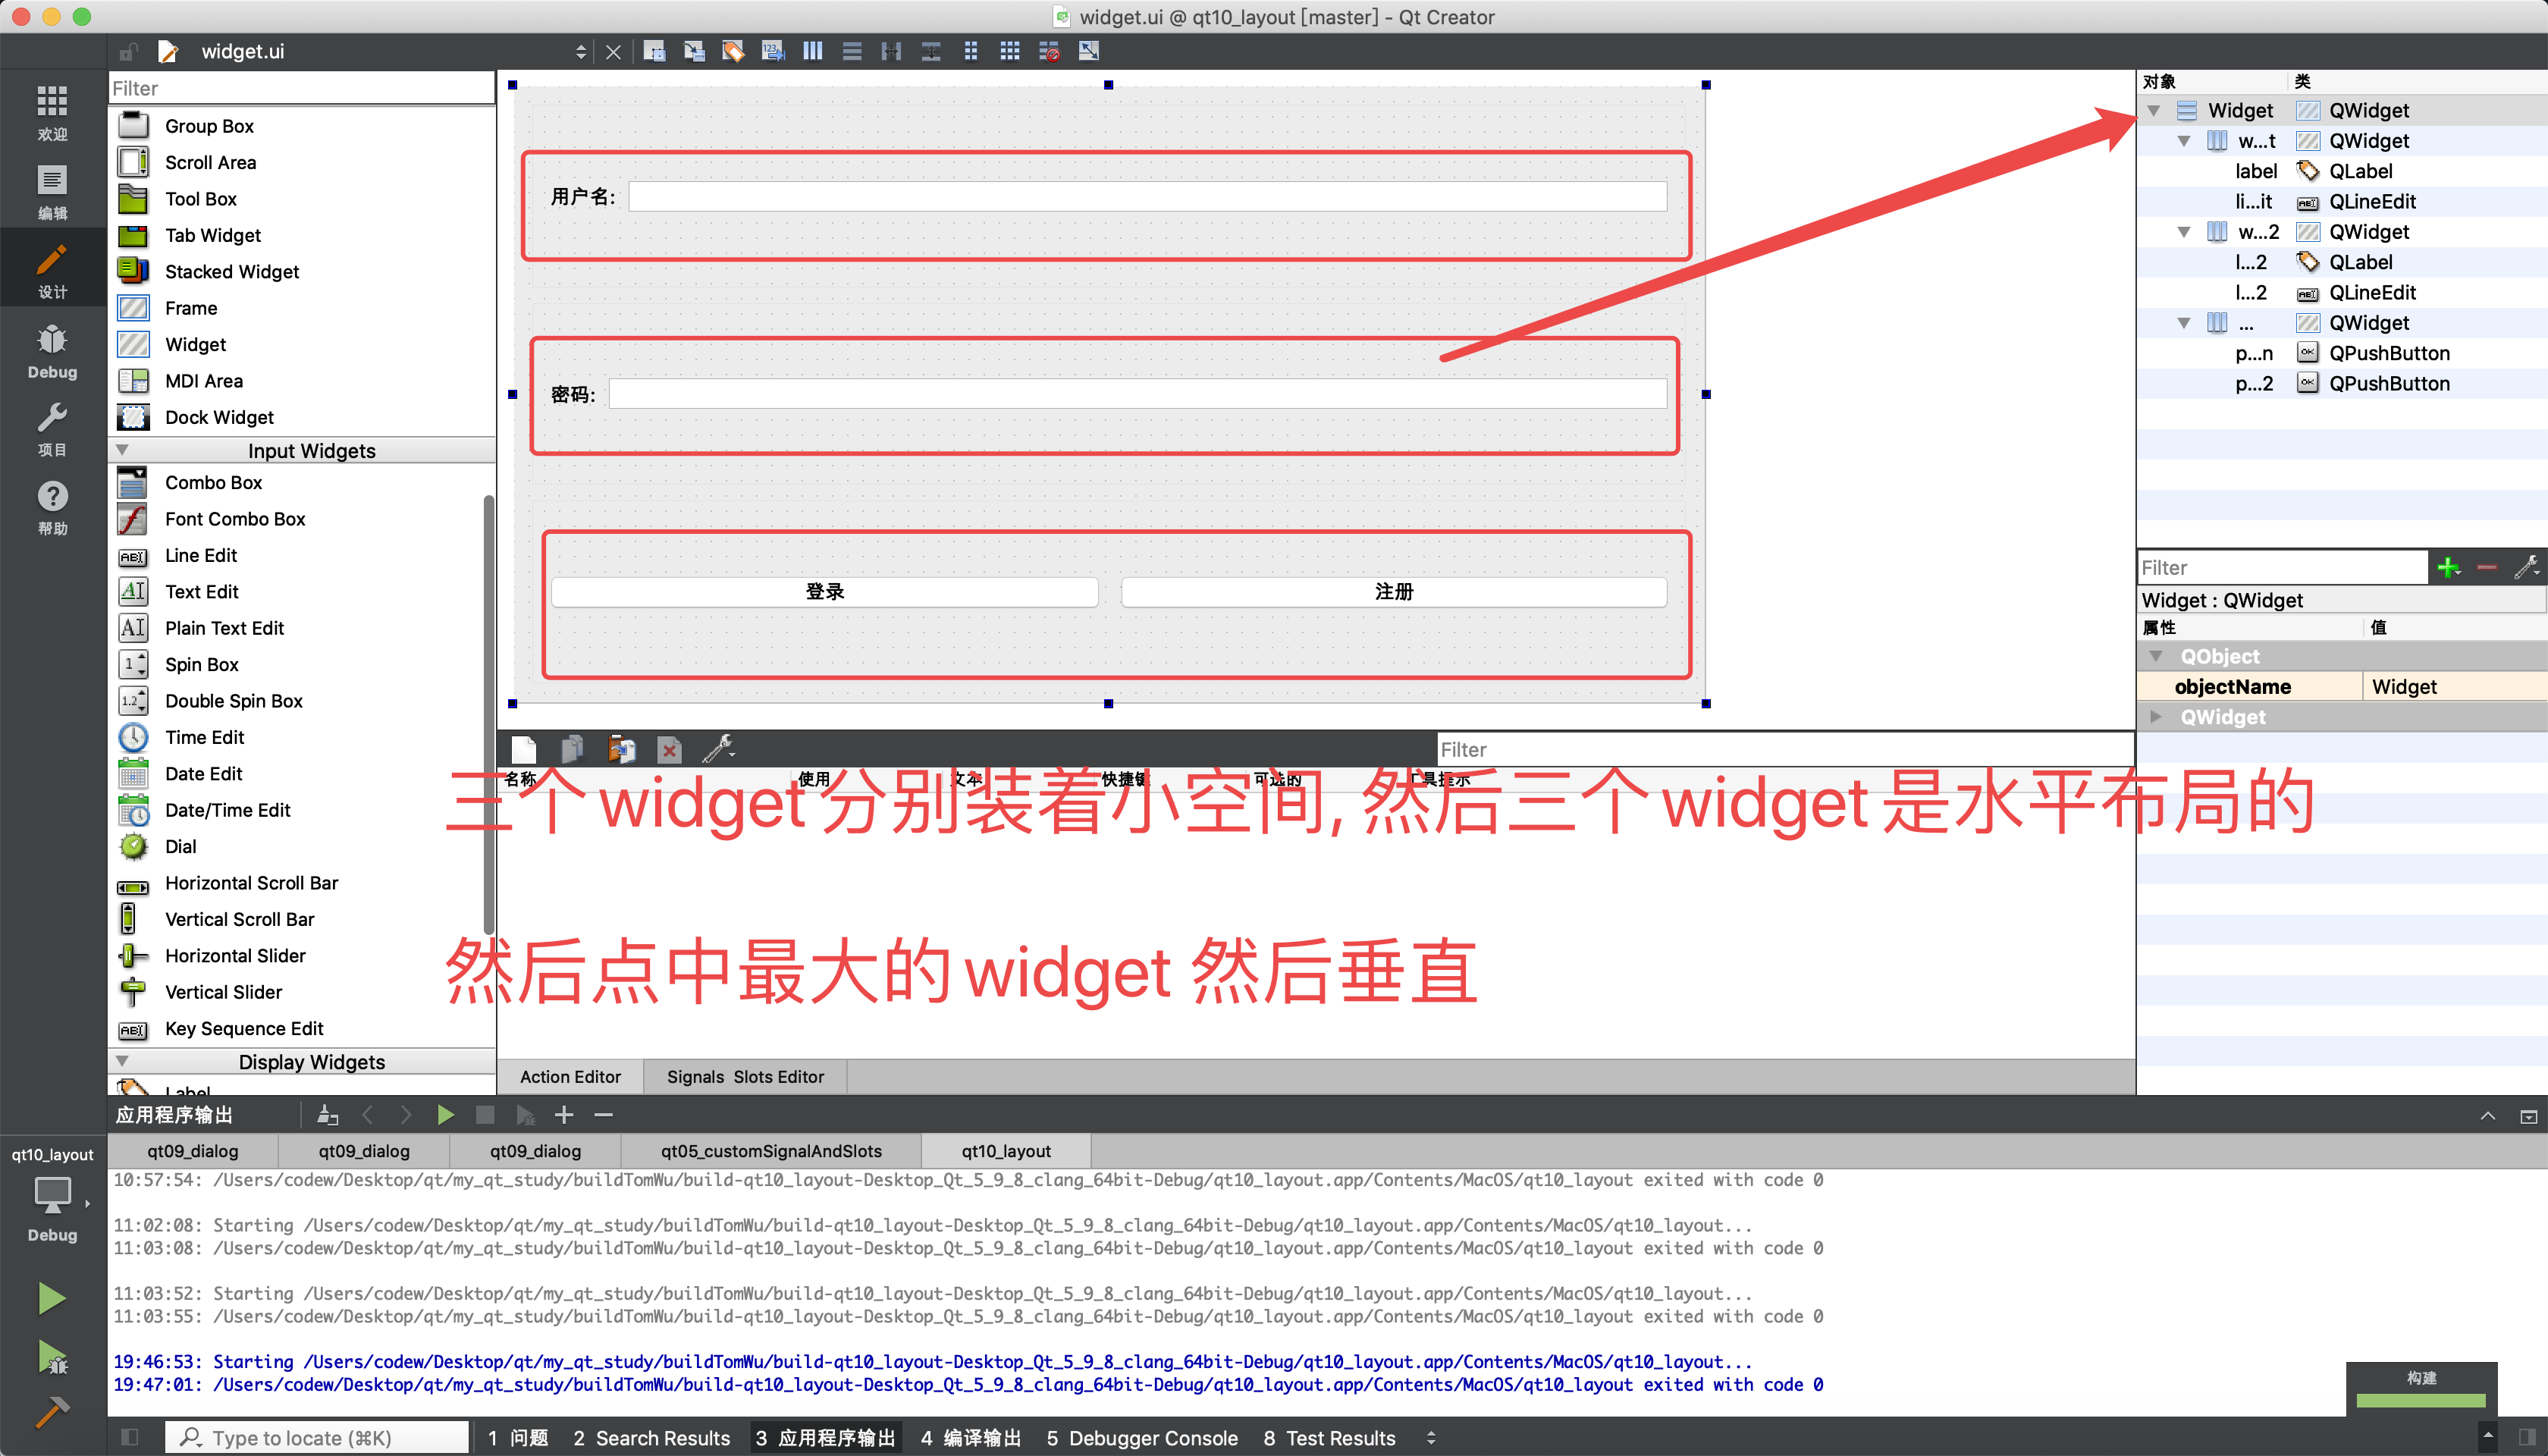 widget.ui @ qt10_layout [master] - Qt Creator
widget.ui
欢迎
编辑
设计
Debug
项目
帮助
Filter
Group Box
Scroll Area
Tool Box
Tab Widget
Stacked Widget
Frame
Widget
MDI Area
Dock Widget
Input Widgets
Combo Box
Font Combo Box
Line Edit
Text Edit
Plain Text Edit
Spin Box
Double Spin Box
Time Edit
Date Edit
Date/Time Edit
Dial
Horizontal Scroll Bar
Vertical Scroll Bar
Horizontal Slider
Vertical Slider
Key Sequence Edit
Display Widgets
Label
用户名:
密码:
登录 注册
对象 类
Widget QWidget
w...t QWidget
label QLabel
li...it QLineEdit
w...2 QWidget
l...2 QLabel
l...2 QLineEdit
... QWidget
p...n QPushButton
p...2 QPushButton
Filter
Widget : QWidget
属性 值
QObject
objectName Widget
QWidget
Filter
名称 使用 文本 快捷键 可选的 工具提示
三个widget分别装着小空间, 然后三个widget是水平布局的
然后点中最大的widget 然后垂直
Action Editor Signals Slots Editor
应用程序输出
qt09_dialog qt09_dialog qt09_dialog qt05_customSignalAndSlots qt10_layout
10:57:54: /Users/codew/Desktop/qt/my_qt_study/buildTomWu/build-qt10_layout-Desktop_Qt_5_9_8_clang_64bit-Debug/qt10_layout.app/Contents/MacOS/qt10_layout exited with code 0
11:02:08: Starting /Users/codew/Desktop/qt/my_qt_study/buildTomWu/build-qt10_layout-Desktop_Qt_5_9_8_clang_64bit-Debug/qt10_layout.app/Contents/MacOS/qt10_layout...
11:03:08: /Users/codew/Desktop/qt/my_qt_study/buildTomWu/build-qt10_layout-Desktop_Qt_5_9_8_clang_64bit-Debug/qt10_layout.app/Contents/MacOS/qt10_layout exited with code 0
11:03:52: Starting /Users/codew/Desktop/qt/my_qt_study/buildTomWu/build-qt10_layout-Desktop_Qt_5_9_8_clang_64bit-Debug/qt10_layout.app/Contents/MacOS/qt10_layout...
11:03:55: /Users/codew/Desktop/qt/my_qt_study/buildTomWu/build-qt10_layout-Desktop_Qt_5_9_8_clang_64bit-Debug/qt10_layout.app/Contents/MacOS/qt10_layout exited with code 0
19:46:53: Starting /Users/codew/Desktop/qt/my_qt_study/buildTomWu/build-qt10_layout-Desktop_Qt_5_9_8_clang_64bit-Debug/qt10_layout.app/Contents/MacOS/qt10_layout...
19:47:01: /Users/codew/Desktop/qt/my_qt_study/buildTomWu/build-qt10_layout-Desktop_Qt_5_9_8_clang_64bit-Debug/qt10_layout.app/Contents/MacOS/qt10_layout exited with code 0
qt10_layout
Debug
构建
Type to locate (⌘K) 1 问题 2 Search Results 3 应用程序输出 4 编译输出 5 Debugger Console 8 Test Results